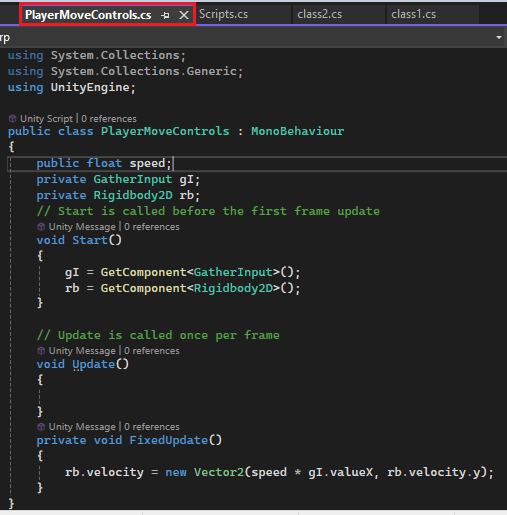 PlayerMoveControls.cs Scripts.cs class2.cs class1.cs
rp
using System.Collections;
using System.Collections.Generic;
using UnityEngine;
Unity Script | 0 references
public class PlayerMoveControls : MonoBehaviour
{
public float speed;
private GatherInput gI;
private Rigidbody2D rb;
// Start is called before the first frame update
Unity Message | 0 references
void Start()
{
gI = GetComponent<GatherInput>();
rb = GetComponent<Rigidbody2D>();
}
// Update is called once per frame
Unity Message | 0 references
void Update()
{
}
Unity Message | 0 references
private void FixedUpdate()
{
rb.velocity = new Vector2(speed * gI.valueX, rb.velocity.y);
}
}